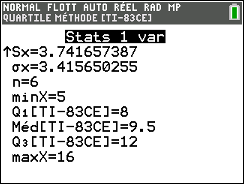 NORMAL FLOTT AUTO RÉEL RAD MP
QUARTILE MÉTHODE [TI-83CE]
Stats 1 var
↑Sx=3.741657387
σx=3.415650255
n=6
minX=5
Q₁[TI-83CE]=8
Méd[TI-83CE]=9.5
Q₃[TI-83CE]=12
maxX=16